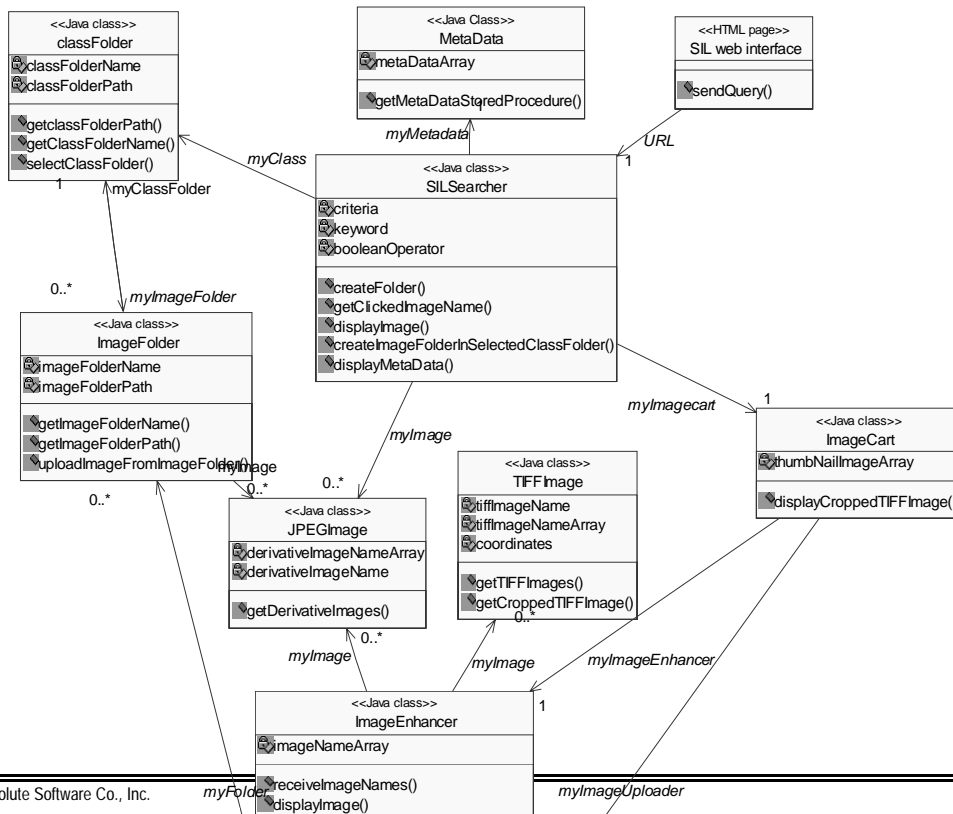 <<Java class>>
classFolder
classFolderName
classFolderPath
getclassFolderPath()
getClassFolderName()
selectClassFolder()
1
myClassFolder
<<Java Class>>
MetaData
metaDataArray
getMetaDataStoredProcedure()
1
myMetadata
<<HTML page>>
SIL web interface
sendQuery()
URL
1
myClass
<<Java class>>
SILSearcher
criteria
keyword
booleanOperator
createFolder()
getClickedImageName()
displayImage()
createImageFolderInSelectedClassFolder()
displayMetaData()
0..*
myImageFolder
<<Java class>>
ImageFolder
imageFolderName
imageFolderPath
getImageFolderName()
getImageFolderPath()
uploadImageFromImageFolder()
myImage
0..*
0..*
myImage
0..*
myImagecart
1
<<Java class>>
ImageCart
thumbNailImageArray
displayCroppedTIFFImage(
<<Java class>>
TIFFImage
tiffImageName
tiffImageNameArray
coordinates
getTIFFImages()
getCroppedTIFFImage()
0..*
<<Java class>>
JPEGImage
derivativeImageNameArray
derivativeImageName
getDerivativeImages()
0..*
myImage
myImage
myImageEnhancer
1
<<Java class>>
ImageEnhancer
imageNameArray
receiveImageNames()
displayImage()
olute Software Co., Inc.
myFolder
myImageUploader